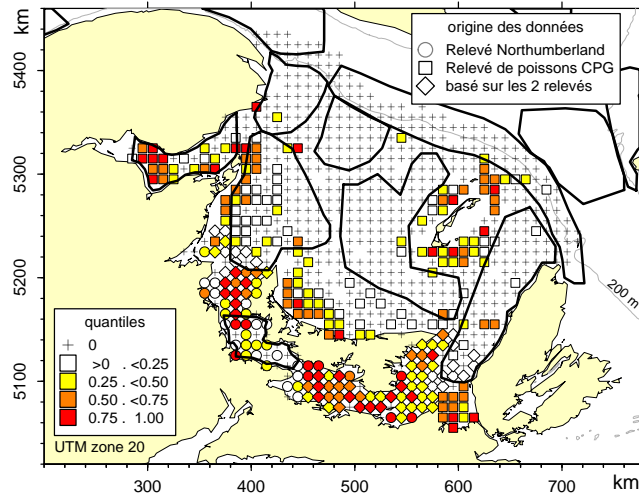 km
5400
5300
5200
5100
origine des données
Relevé Northumberland
Relevé de poissons CPG
basé sur les 2 relevés
200 m
quantiles
0
>0 . <0.25
0.25 . <0.50
0.50 . <0.75
0.75 . 1.00
UTM zone 20
300
400
500
600
km